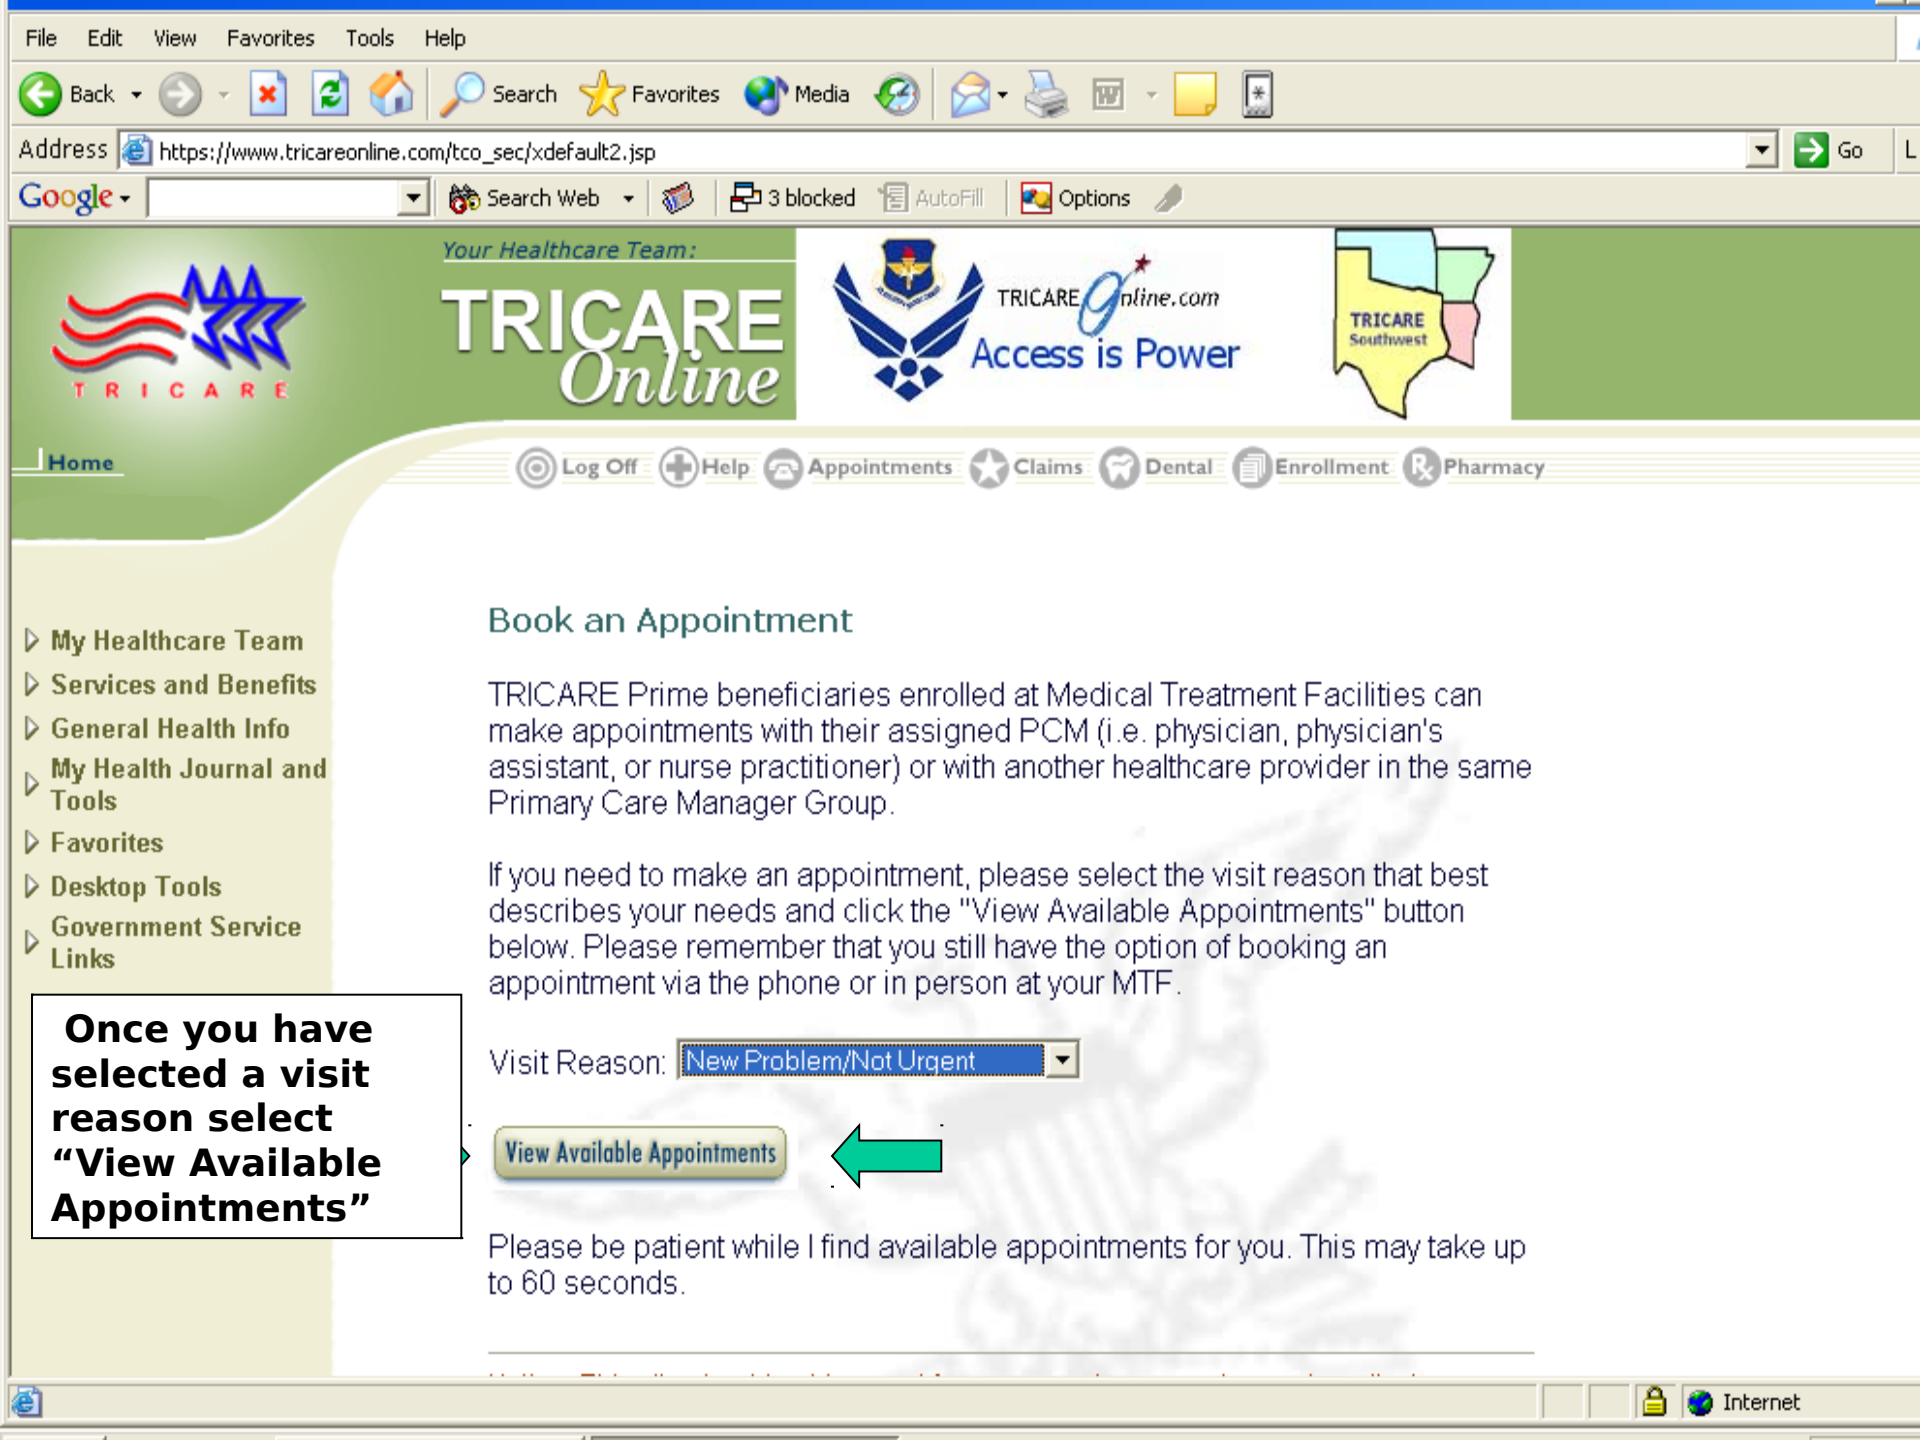 File Edit View Favorites Tools Help
Back Search Favorites Media
Address https://www.tricareonline.com/tco_sec/xdefault2.jsp Go L
Google Search Web 3 blocked AutoFill Options
Your Healthcare Team:
TRICARE
Online
TRICARE
TRICARE Online.com
Access is Power
TRICARE
Southwest
Home
Log Off Help Appointments Claims Dental Enrollment Pharmacy
My Healthcare Team
Services and Benefits
General Health Info
My Health Journal and
Tools
Favorites
Desktop Tools
Government Service
Links
Book an Appointment
TRICARE Prime beneficiaries enrolled at Medical Treatment Facilities can
make appointments with their assigned PCM (i.e. physician, physician's
assistant, or nurse practitioner) or with another healthcare provider in the same
Primary Care Manager Group.
If you need to make an appointment, please select the visit reason that best
describes your needs and click the "View Available Appointments" button
below. Please remember that you still have the option of booking an
appointment via the phone or in person at your MTF.
Visit Reason: New Problem/Not Urgent
View Available Appointments
Please be patient while I find available appointments for you. This may take up
to 60 seconds.
Once you have
selected a visit
reason select
“View Available
Appointments”
Internet